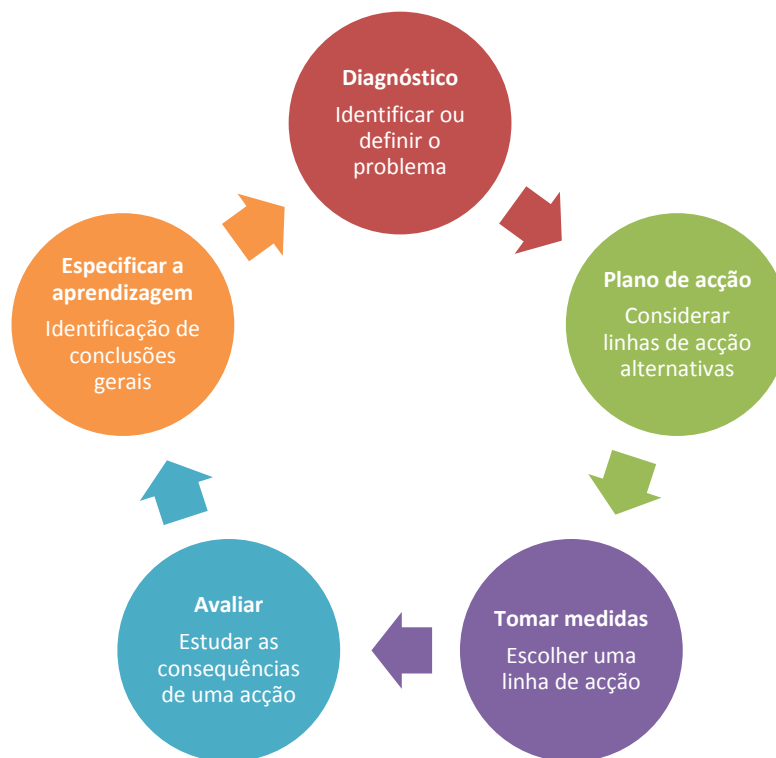 Diagnóstico
Identificar ou
definir o
problema
Plano de acção
Considerar
linhas de acção
alternativas
Tomar medidas
Escolher uma
linha de acção
Avaliar
Estudar as
consequências
de uma acção
Especificar a
aprendizagem
Identificação de
conclusões
gerais